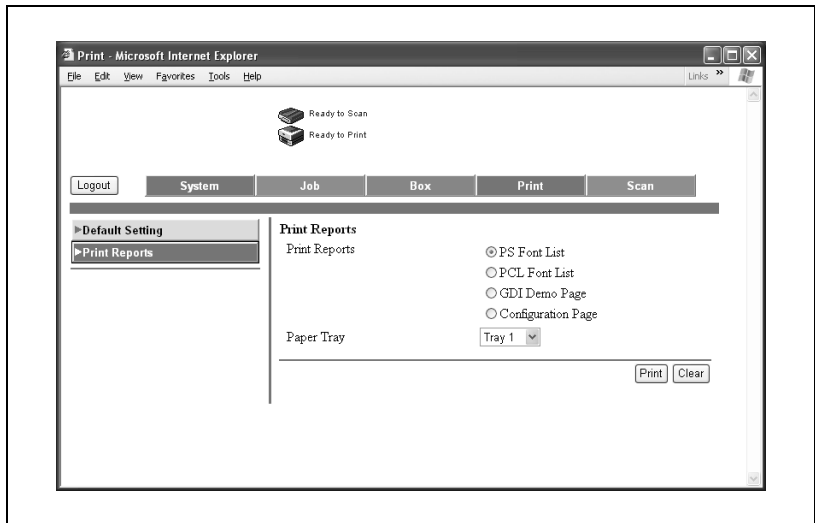 Print - Microsoft Internet Explorer
File Edit View Favorites Tools Help Links »
Ready to Scan
Ready to Print
Logout System Job Box Print Scan
Default Setting
Print Reports
Print Reports
Print Reports
PS Font List
PCL Font List
GDI Demo Page
Configuration Page
Paper Tray Tray 1
Print Clear